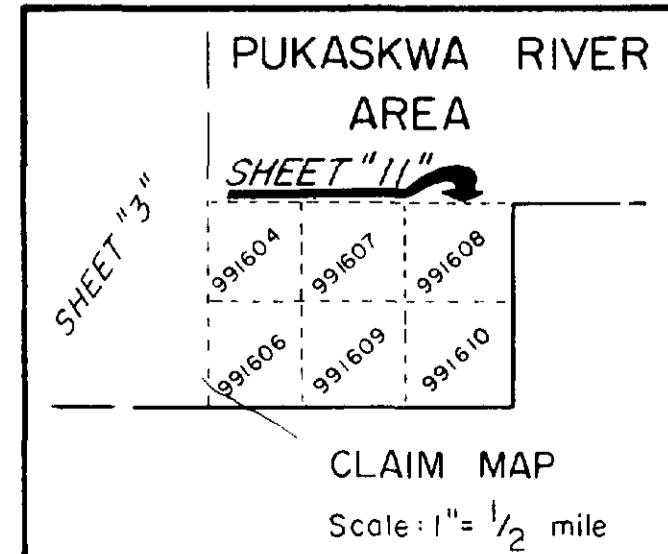 PUKASKWA RIVER
AREA
SHEET "11"
SHEET "3"
991604
991607
991608
991606
991609
991610
CLAIM MAP
Scale: 1" = 1/2 mile